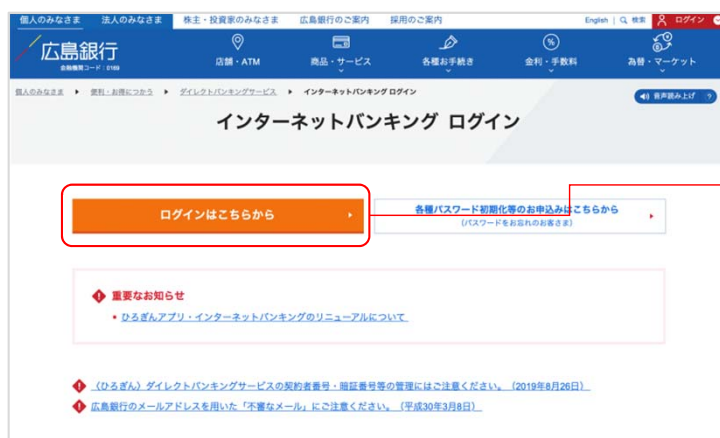 個人のみなさま 法人のみなさま 株主・投資家のみなさま 広島銀行のご案内 採用のご案内 English 検索 ログイン
広島銀行
金融機関コード：0169
店舗・ATM 商品・サービス 各種お手続き 金利・手数料 為替・マーケット
個人のみなさま ▶ 便利・お得につかう ▶ ダイレクトバンキングサービス ▶ インターネットバンキング ログイン
音声読み上げ ?
インターネットバンキング ログイン
ログインはこちらから
各種パスワード初期化等のお申込みはこちらから
(パスワードをお忘れのお客さま)
重要なお知らせ
ひろぎんアプリ・インターネットバンキングのリニューアルについて
〈ひろぎん〉ダイレクトバンキングサービスの契約者番号・暗証番号等の管理にはご注意ください。（2019年8月26日）
広島銀行のメールアドレスを用いた「不審なメール」にご注意ください。（平成30年3月8日）